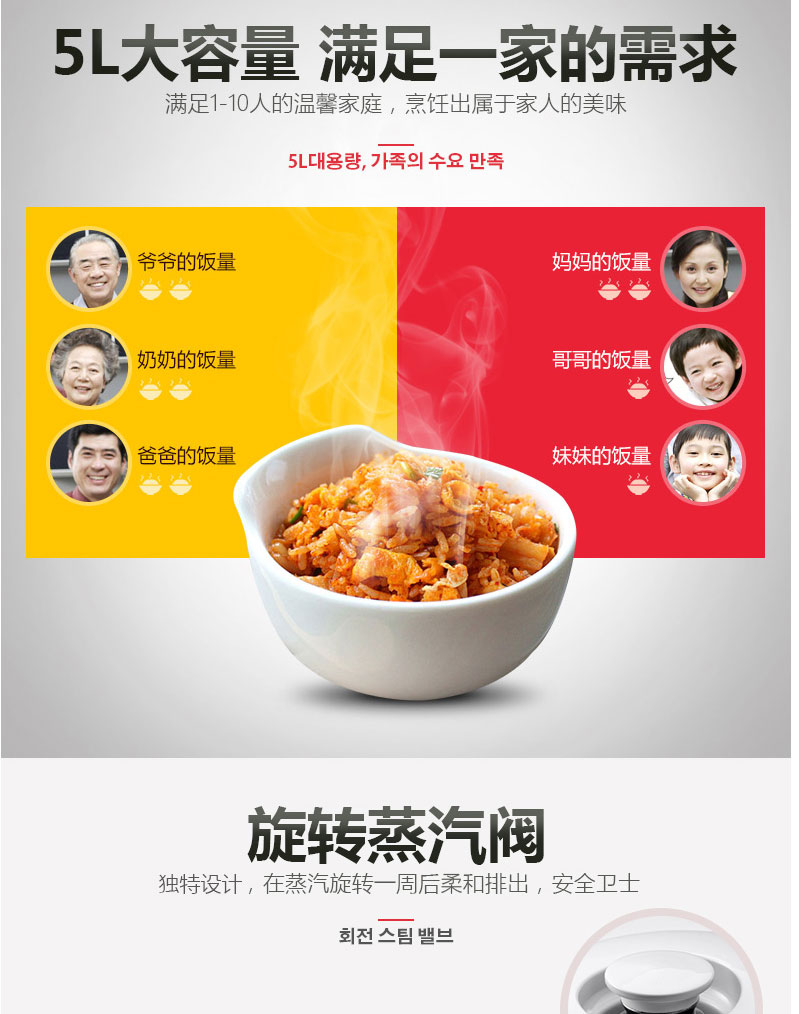 5L大容量 满足一家的需求
满足1-10人的温馨家庭，烹饪出属于家人的美味
5L대용량, 가족의 수요 만족
爷爷的饭量
奶奶的饭量
爸爸的饭量
妈妈的饭量
哥哥的饭量
妹妹的饭量
旋转蒸汽阀
独特设计，在蒸汽旋转一周后柔和排出，安全卫士
회전 스팀 밸브